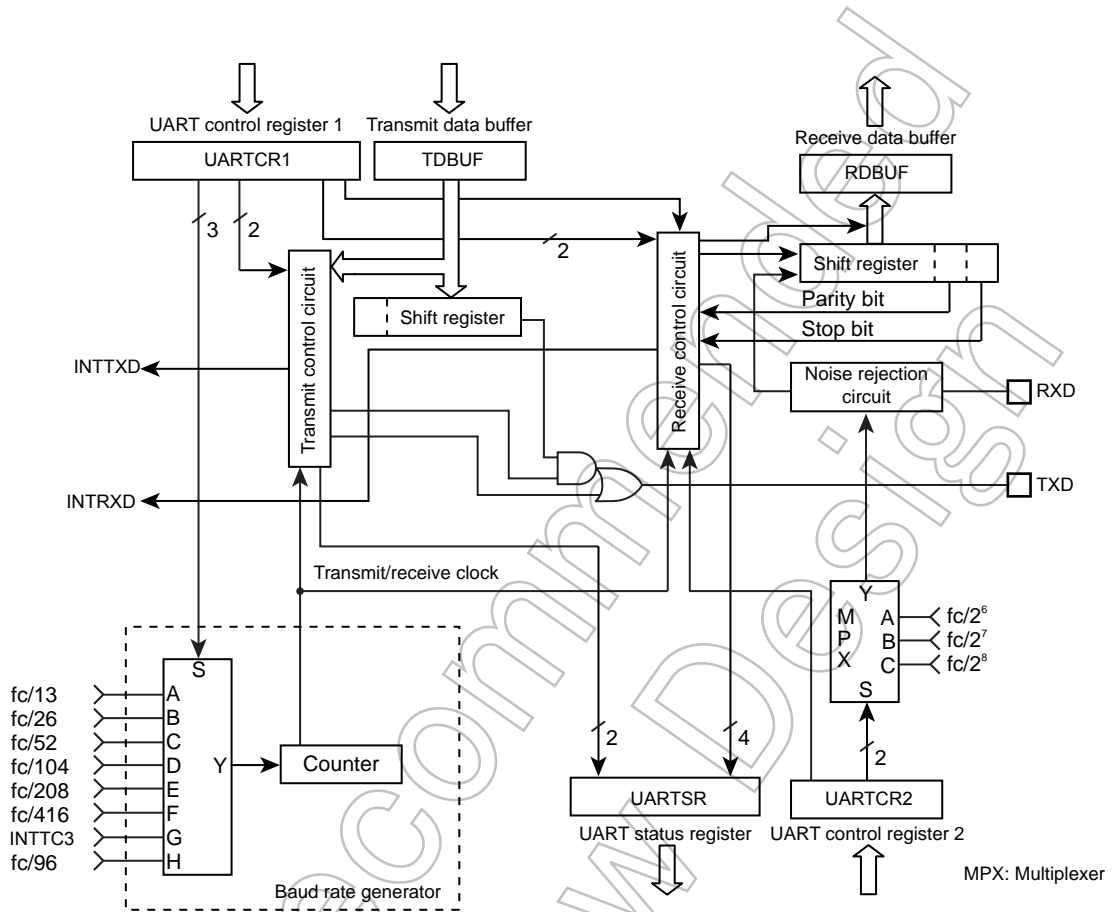 UART control register 1
Transmit data buffer
Receive data buffer
UARTCR1
TDBUF
RDBUF
3
2
2
Transmit control circuit
Receive control circuit
Shift register
Shift register
Parity bit
Stop bit
INTTXD
Noise rejection
circuit
RXD
INTRXD
TXD
Transmit/receive clock
Y
M
P
X
A
B
C
S
fc/2⁶
fc/2⁷
fc/2⁸
S
fc/13
A
fc/26
B
fc/52
C
fc/104
D
Y
Counter
fc/208
E
fc/416
F
INTTC3
G
fc/96
H
2
4
2
UARTSR
UARTCR2
UART status register
UART control register 2
Baud rate generator
MPX: Multiplexer
commended
w Design